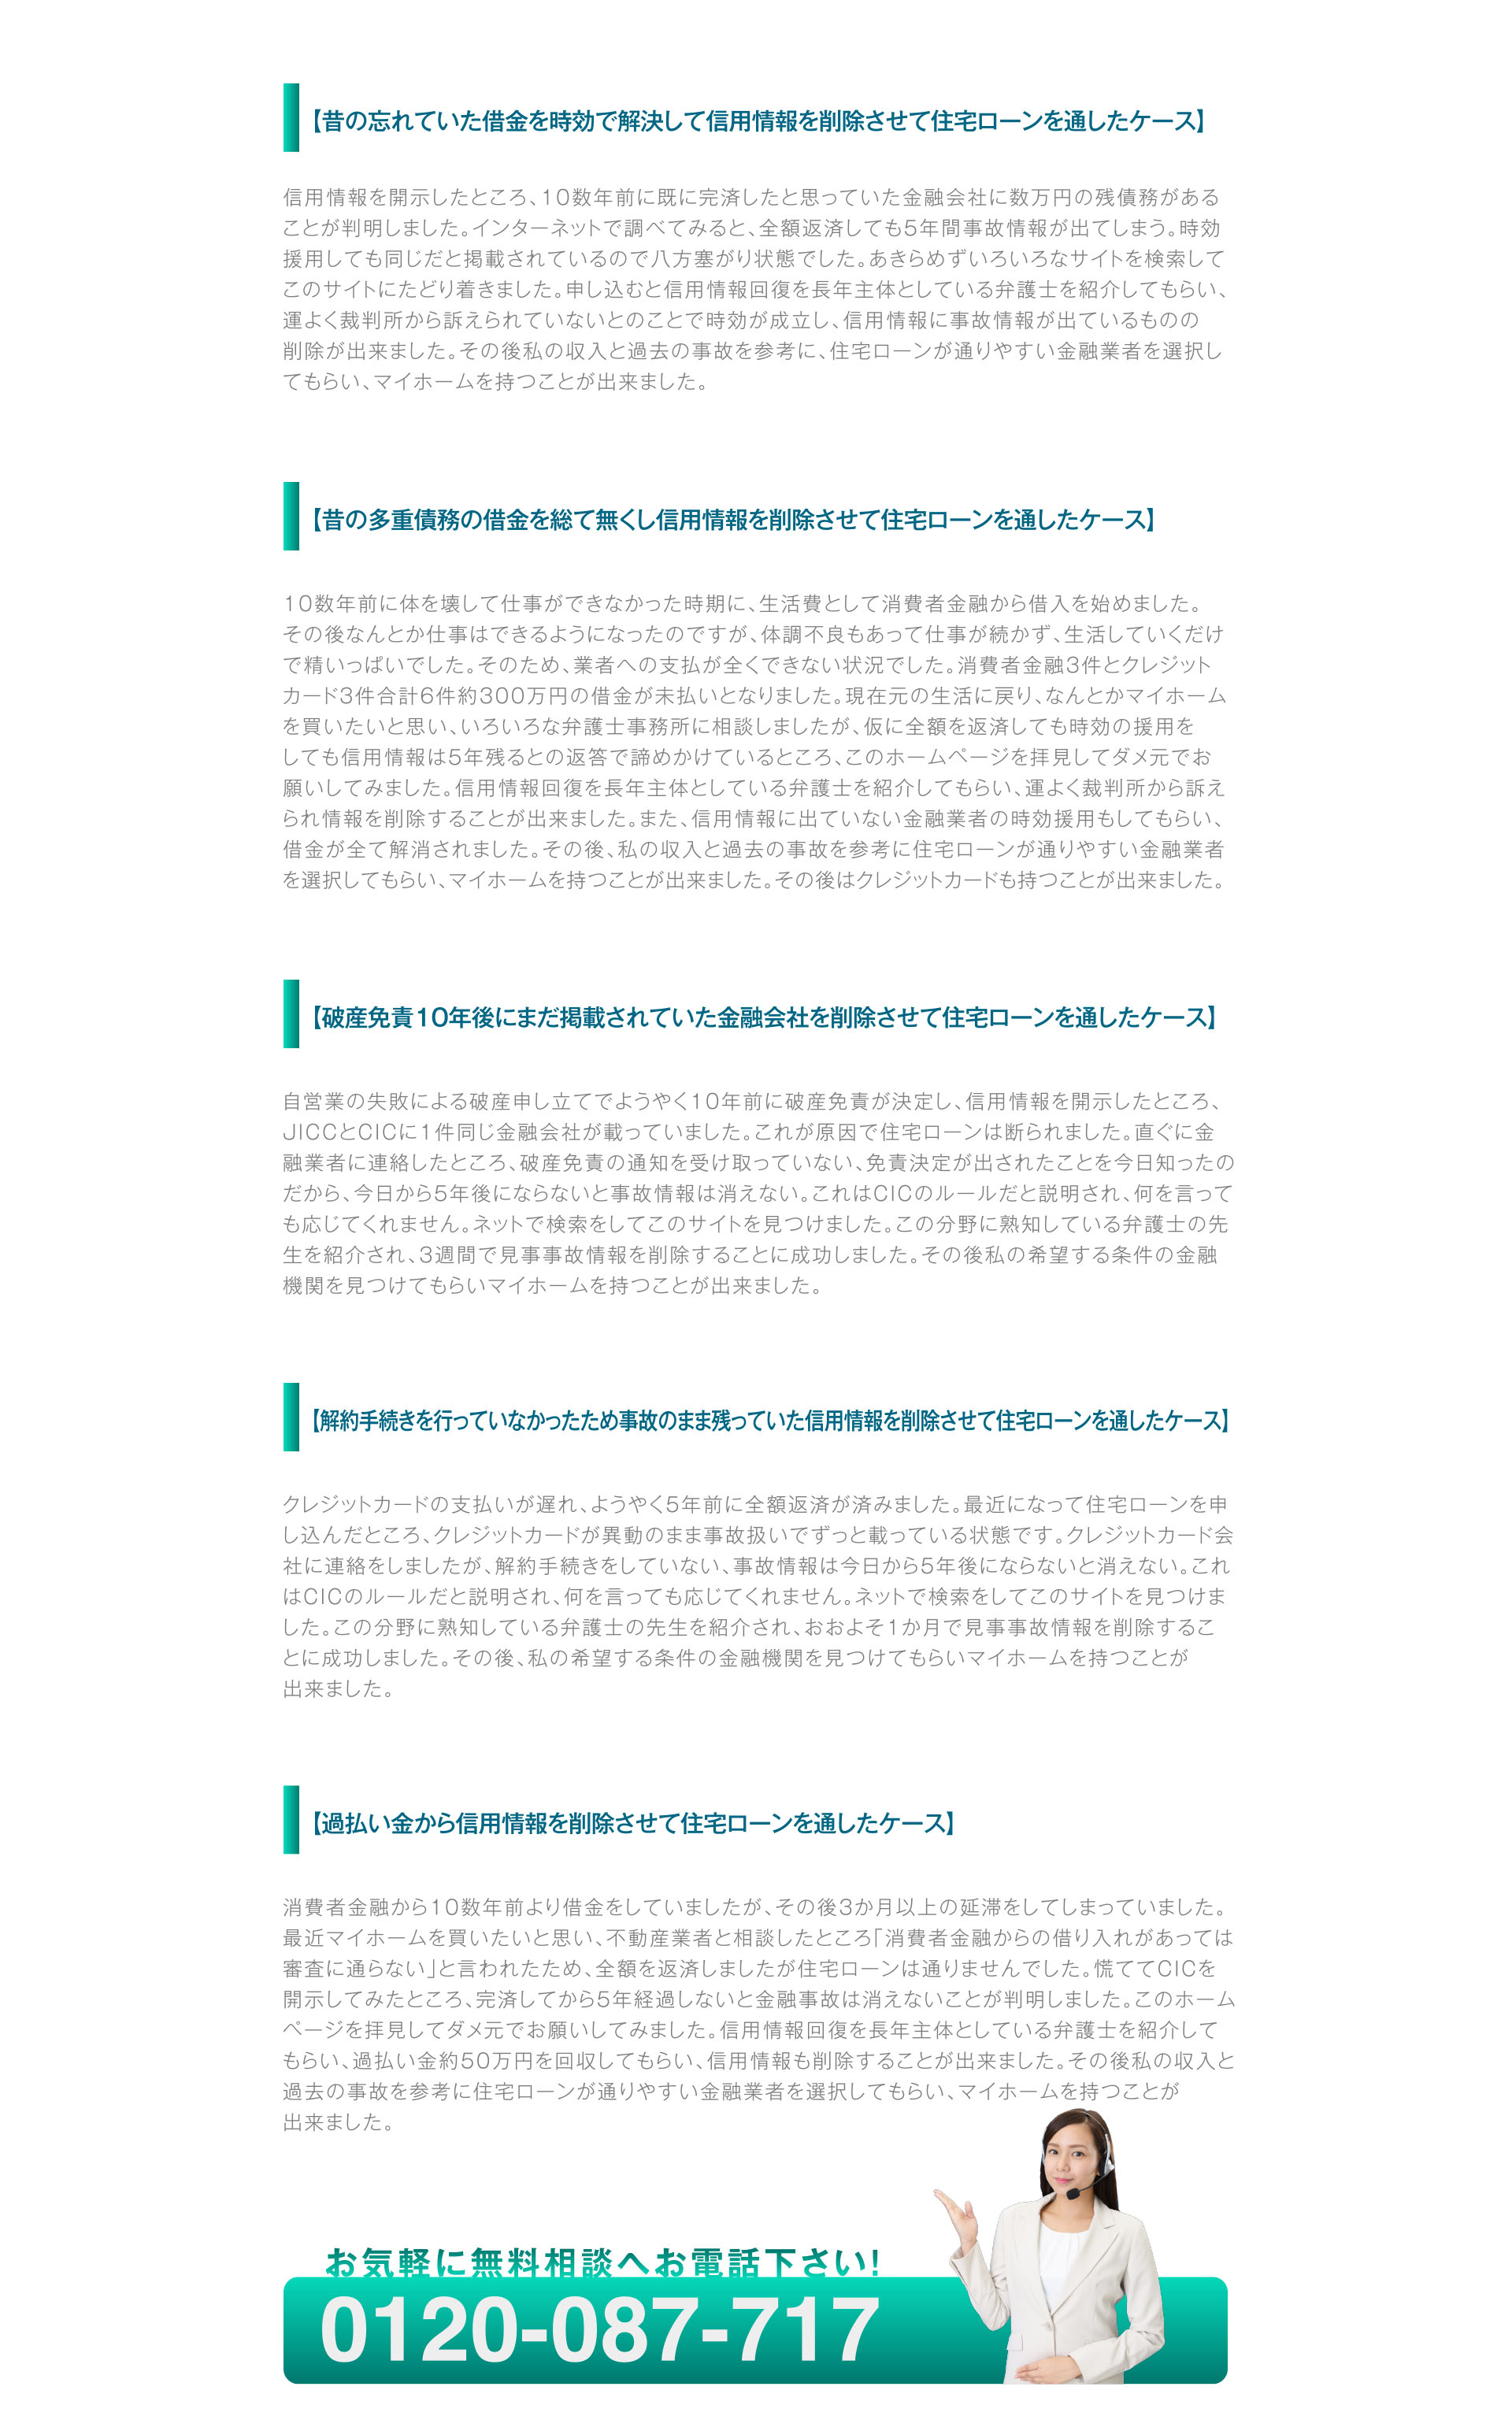 【昔の忘れていた借金を時効で解決して信用情報を削除させて住宅ローンを通したケース】
信用情報を開示したところ、10数年前に既に完済したと思っていた金融会社に数万円の残債務がある
ことが判明しました。インターネットで調べてみると、全額返済しても5年間事故情報が出てしまう。時効
援用しても同じだと掲載されているので八方塞がり状態でした。あきらめずいろいろなサイトを検索して
このサイトにたどり着きました。申し込むと信用情報回復を長年主体としている弁護士を紹介してもらい、
運よく裁判所から訴えられていないとのことで時効が成立し、信用情報に事故情報が出ているものの
削除が出来ました。その後私の収入と過去の事故を参考に、住宅ローンが通りやすい金融業者を選択し
てもらい、マイホームを持つことが出来ました。
【昔の多重債務の借金を総て無くし信用情報を削除させて住宅ローンを通したケース】
10数年前に体を壊して仕事ができなかった時期に、生活費として消費者金融から借入を始めました。
その後なんとか仕事はできるようになったのですが、体調不良もあって仕事が続かず、生活していくだけ
で精いっぱいでした。そのため、業者への支払が全くできない状況でした。消費者金融3件とクレジット
カード3件合計6件約300万円の借金が未払いとなりました。現在元の生活に戻り、なんとかマイホーム
を買いたいと思い、いろいろな弁護士事務所に相談しましたが、仮に全額を返済しても時効の援用を
しても信用情報は5年残るとの返答で諦めかけているところ、このホームページを拝見してダメ元でお
願いしてみました。信用情報回復を長年主体としている弁護士を紹介してもらい、運よく裁判所から訴え
られ情報を削除することが出来ました。また、信用情報に出ていない金融業者の時効援用もしてもらい、
借金が全て解消されました。その後、私の収入と過去の事故を参考に住宅ローンが通りやすい金融業者
を選択してもらい、マイホームを持つことが出来ました。その後はクレジットカードも持つことが出来ました。
【破産免責10年後にまだ掲載されていた金融会社を削除させて住宅ローンを通したケース】
自営業の失敗による破産申し立てでようやく10年前に破産免責が決定し、信用情報を開示したところ、
JICCとCICに1件同じ金融会社が載っていました。これが原因で住宅ローンは断られました。直ぐに金
融業者に連絡したところ、破産免責の通知を受け取っていない、免責決定が出されたことを今日知ったの
だから、今日から5年後にならないと事故情報は消えない。これはCICのルールだと説明され、何を言って
も応じてくれません。ネットで検索をしてこのサイトを見つけました。この分野に熟知している弁護士の先
生を紹介され、3週間で見事事故情報を削除することに成功しました。その後私の希望する条件の金融
機関を見つけてもらいマイホームを持つことが出来ました。
【解約手続きを行っていなかったため事故のまま残っていた信用情報を削除させて住宅ローンを通したケース】
クレジットカードの支払いが遅れ、ようやく5年前に全額返済が済みました。最近になって住宅ローンを申
し込んだところ、クレジットカードが異動のまま事故扱いでずっと載っている状態です。クレジットカード会
社に連絡をしましたが、解約手続きをしていない、事故情報は今日から5年後にならないと消えない。これ
はCICのルールだと説明され、何を言っても応じてくれません。ネットで検索をしてこのサイトを見つけま
した。この分野に熟知している弁護士の先生を紹介され、おおよそ1か月で見事事故情報を削除するこ
とに成功しました。その後、私の希望する条件の金融機関を見つけてもらいマイホームを持つことが
出来ました。
【過払い金から信用情報を削除させて住宅ローンを通したケース】
消費者金融から10数年前より借金をしていましたが、その後3か月以上の延滞をしてしまっていました。
最近マイホームを買いたいと思い、不動産業者と相談したところ「消費者金融からの借り入れがあっては
審査に通らない」と言われたため、全額を返済しましたが住宅ローンは通りませんでした。慌ててCICを
開示してみたところ、完済してから5年経過しないと金融事故は消えないことが判明しました。このホーム
ページを拝見してダメ元でお願いしてみました。信用情報回復を長年主体としている弁護士を紹介して
もらい、過払い金約50万円を回収してもらい、信用情報も削除することが出来ました。その後私の収入と
過去の事故を参考に住宅ローンが通りやすい金融業者を選択してもらい、マイホームを持つことが
出来ました。
お気軽に無料相談へお電話下さい!
0120-087-717